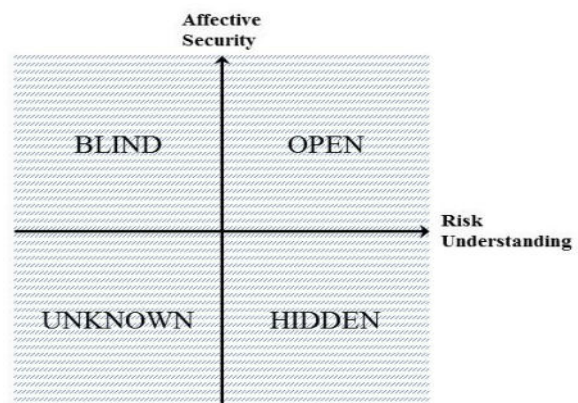 Affective
Security
BLIND
OPEN
Risk
Understanding
UNKNOWN
HIDDEN